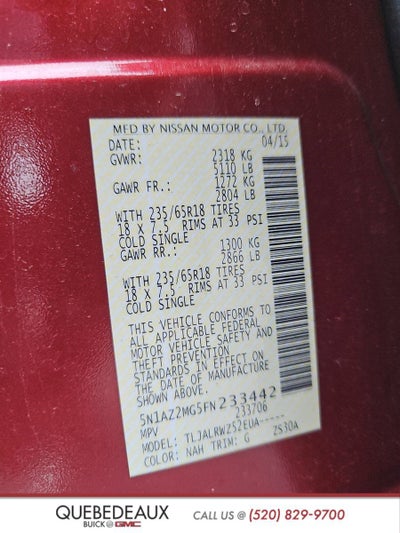 MFD BY NISSAN MOTOR CO., LTD.
DATE: 04/15
GVWR: 2318 KG
5110 LB
GAWR FR.: 1272 KG
2804 LB
WITH 235/65R18 TIRES
18 X 7.5 RIMS AT 33 PSI
COLD SINGLE
GAWR RR.: 1300 KG
2866 LB
WITH 235/65R18 TIRES
18 X 7.5 RIMS AT 33 PSI
COLD SINGLE
THIS VEHICLE CONFORMS TO
ALL APPLICABLE FEDERAL
MOTOR VEHICLE SAFETY AND
THEFT PREVENTION
STANDARDS IN EFFECT ON
THE DATE OF MANUFACTURE
SHOWN ABOVE.
5N1AZ2MG5FN233442
233706
MPV
TLJALRWZ52EUA-----
COLOR: NAH TRIM: G ZS30A
QUEBEDEAUX
BUICK GMC
CALL US @ (520) 829-9700